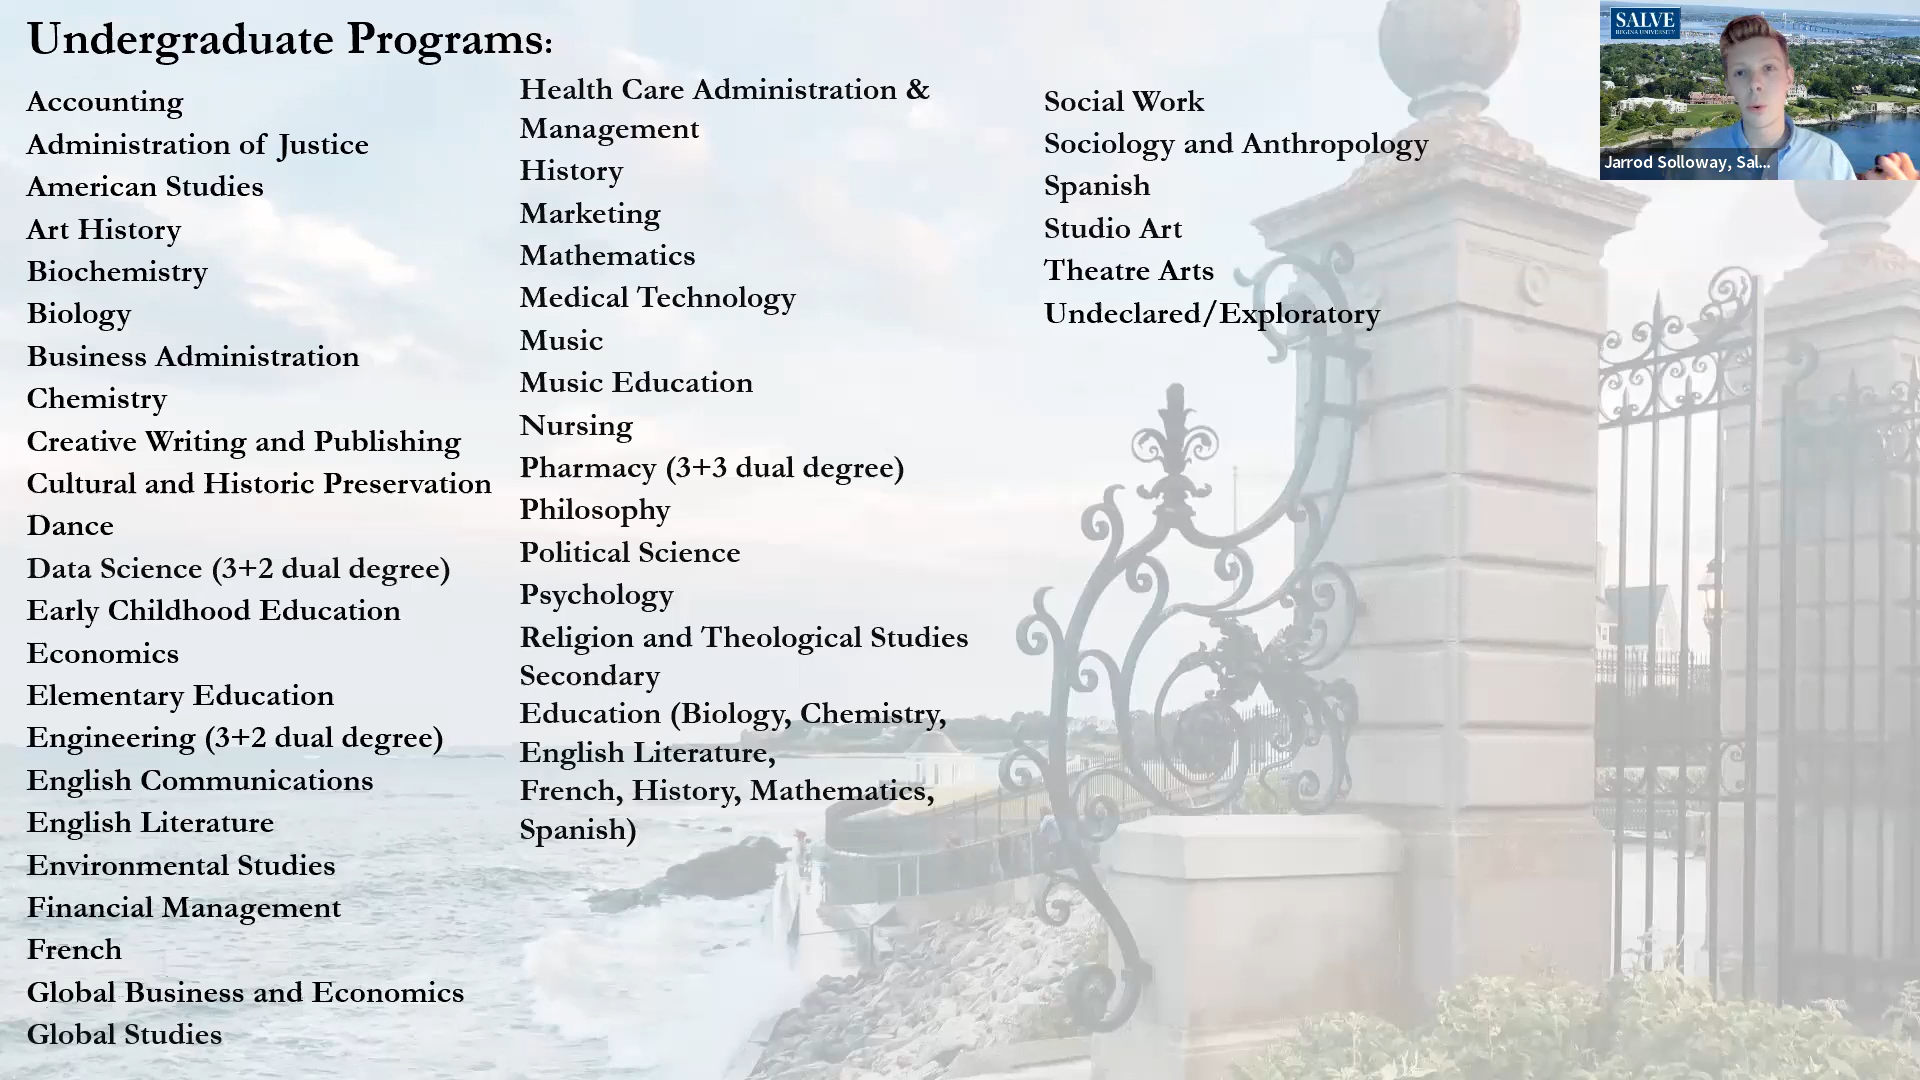 Undergraduate Programs:
Accounting
Administration of Justice
American Studies
Art History
Biochemistry
Biology
Business Administration
Chemistry
Creative Writing and Publishing
Cultural and Historic Preservation
Dance
Data Science (3+2 dual degree)
Early Childhood Education
Economics
Elementary Education
Engineering (3+2 dual degree)
English Communications
English Literature
Environmental Studies
Financial Management
French
Global Business and Economics
Global Studies
Health Care Administration &
Management
History
Marketing
Mathematics
Medical Technology
Music
Music Education
Nursing
Pharmacy (3+3 dual degree)
Philosophy
Political Science
Psychology
Religion and Theological Studies
Secondary
Education (Biology, Chemistry,
English Literature,
French, History, Mathematics,
Spanish)
Social Work
Sociology and Anthropology
Spanish
Studio Art
Theatre Arts
Undeclared/Exploratory
SALVE
REGINA UNIVERSITY
Jarrod Solloway, Sal...